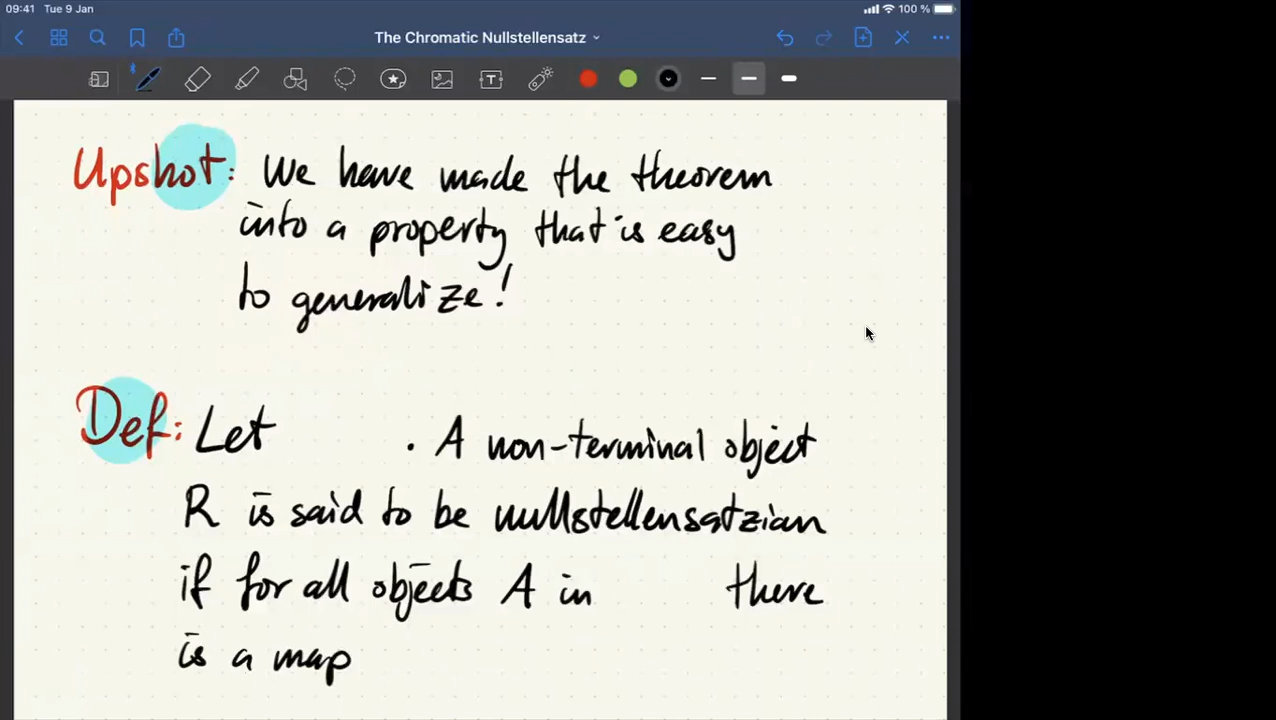 09:41 Tue 9 Jan 100 %
The Chromatic Nullstellensatz
Upshot: We have made the theorem
into a property that is easy
to generalize!
Def: Let . A non-terminal object
R is said to be nullstellensatzian
if for all objects A in there
is a map